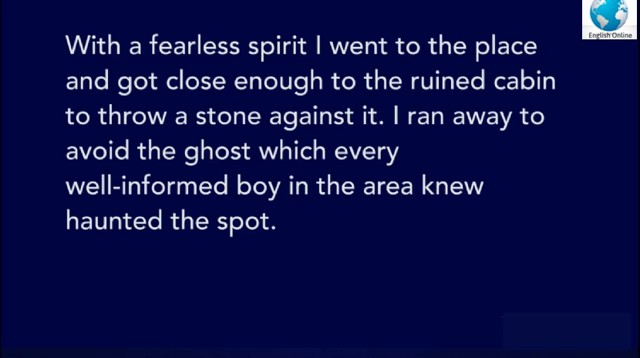 English Online
With a fearless spirit I went to the place
and got close enough to the ruined cabin
to throw a stone against it. I ran away to
avoid the ghost which every
well-informed boy in the area knew
haunted the spot.